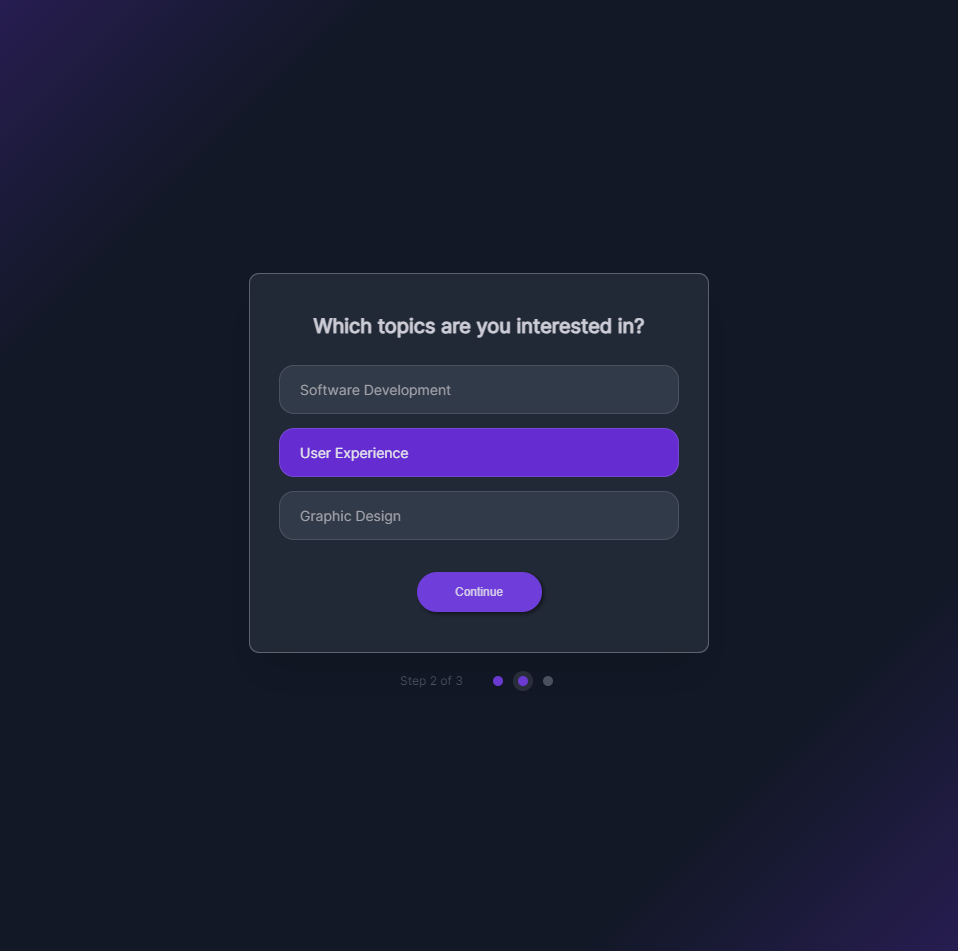 Which topics are you interested in?
Software Development
User Experience
Graphic Design
Continue
Step 2 of 3